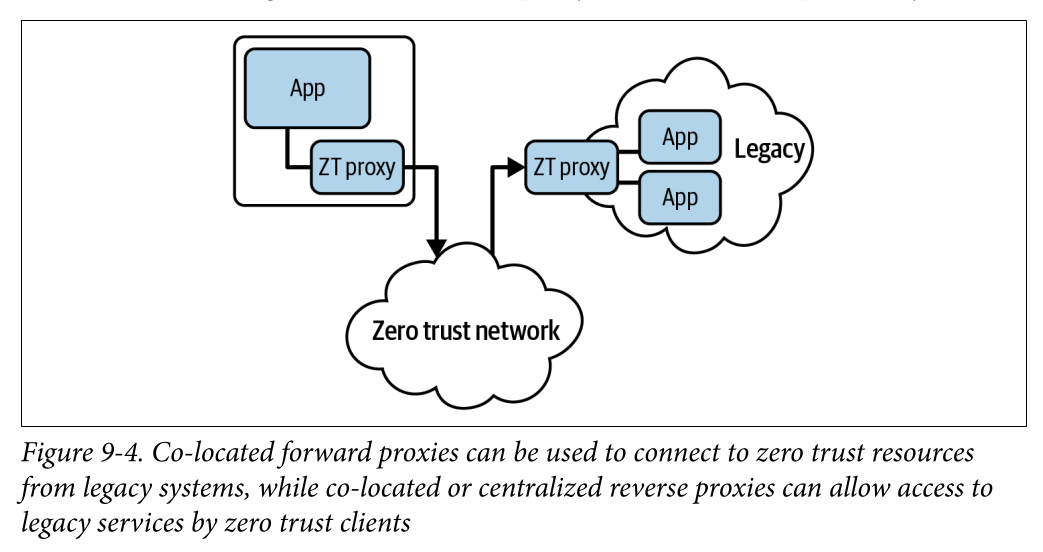 App
ZT proxy
ZT proxy
App
App
Legacy
Zero trust network
Figure 9-4. Co-located forward proxies can be used to connect to zero trust resources
from legacy systems, while co-located or centralized reverse proxies can allow access to
legacy services by zero trust clients